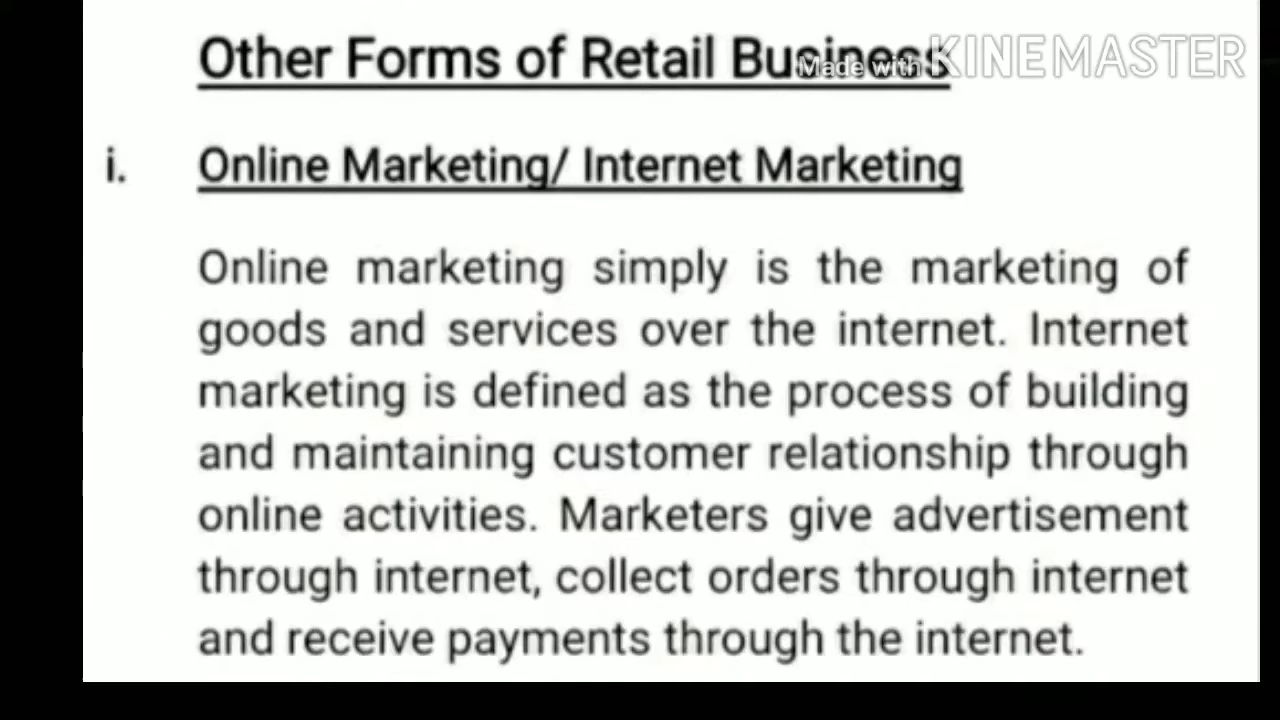 Other Forms of Retail Business
Made with KINEMASTER
i. Online Marketing/ Internet Marketing
Online marketing simply is the marketing of
goods and services over the internet. Internet
marketing is defined as the process of building
and maintaining customer relationship through
online activities. Marketers give advertisement
through internet, collect orders through internet
and receive payments through the internet.